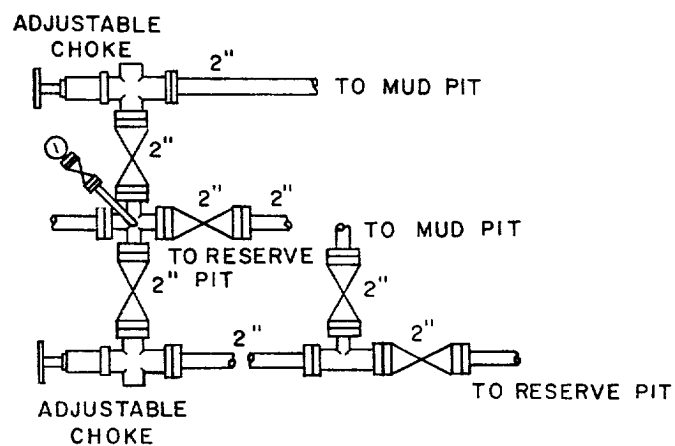 ADJUSTABLE
CHOKE
2"
TO MUD PIT
2"
2"
2"
TO MUD PIT
TO RESERVE
PIT
2"
2"
2"
2"
TO RESERVE PIT
ADJUSTABLE
CHOKE